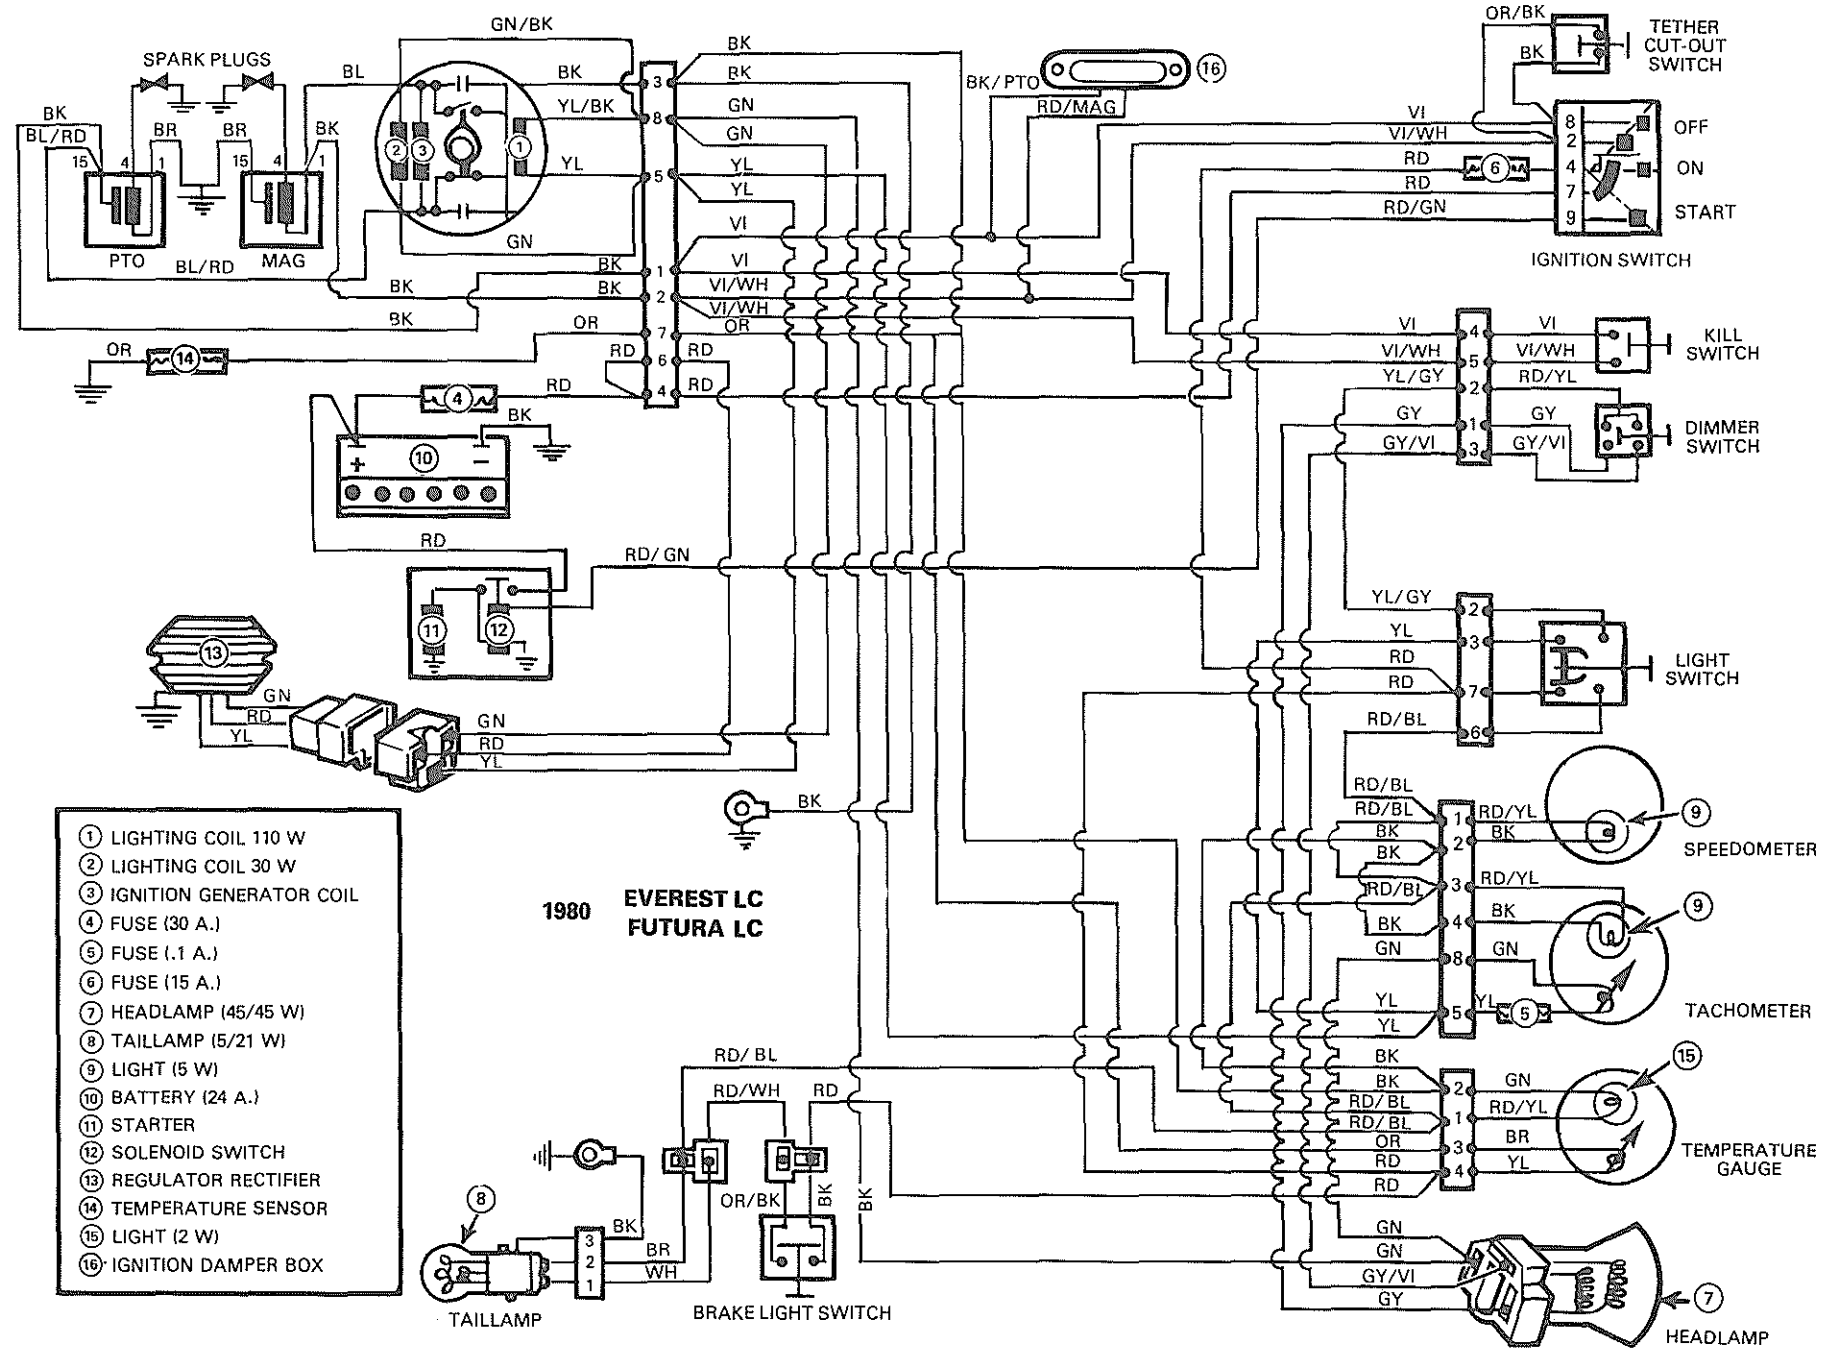 SPARK PLUGS
BK
BL/RD
BR
BR
BK
BL
15
4
1
15
4
1
PTO
MAG
BL/RD
BK
BK
GN/BK
BK
YL/BK
YL
GN
2
3
1
BK
BK
OR
OR
14
RD
RD
4
BK
10
+
−
RD
3
8
5
1
2
7
6
4
BK
BK
GN
GN
YL
YL
VI
VI
VI/WH
VI/WH
OR
RD
RD
BK/PTO
RD/MAG
16
OR/BK
BK
TETHER
CUT-OUT
SWITCH
VI
VI/WH
RD
RD
RD/GN
6
8
2
4
7
9
OFF
ON
START
IGNITION SWITCH
VI
VI/WH
YL/GY
GY
GY/VI
4
5
2
1
3
VI
VI/WH
RD/YL
GY
GY/VI
KILL
SWITCH
DIMMER
SWITCH
RD/GN
11
12
13
GN
RD
YL
GN
RD
YL
BK
YL/GY
YL
RD
RD
RD/BL
2
3
7
6
LIGHT
SWITCH
RD/BL
RD/BL
BK
BK
RD/BL
BK
GN
YL
YL
1
2
3
4
8
5
RD/YL
BK
RD/YL
BK
GN
YL
5
9
SPEEDOMETER
9
TACHOMETER
1 LIGHTING COIL 110 W
2 LIGHTING COIL 30 W
3 IGNITION GENERATOR COIL
4 FUSE (30 A.)
5 FUSE (.1 A.)
6 FUSE (15 A.)
7 HEADLAMP (45/45 W)
8 TAILLAMP (5/21 W)
9 LIGHT (5 W)
10 BATTERY (24 A.)
11 STARTER
12 SOLENOID SWITCH
13 REGULATOR RECTIFIER
14 TEMPERATURE SENSOR
15 LIGHT (2 W)
16 IGNITION DAMPER BOX
1980 EVEREST LC
FUTURA LC
BK
BK
RD/BL
RD/BL
OR
RD
RD
2
1
3
4
GN
RD/YL
BR
YL
15
TEMPERATURE
GAUGE
RD/BL
RD/WH
RD
OR/BK
BK
BK
8
BK
BR
WH
3
2
1
TAILLAMP
BRAKE LIGHT SWITCH
GN
GN
GY/VI
GY
7
HEADLAMP